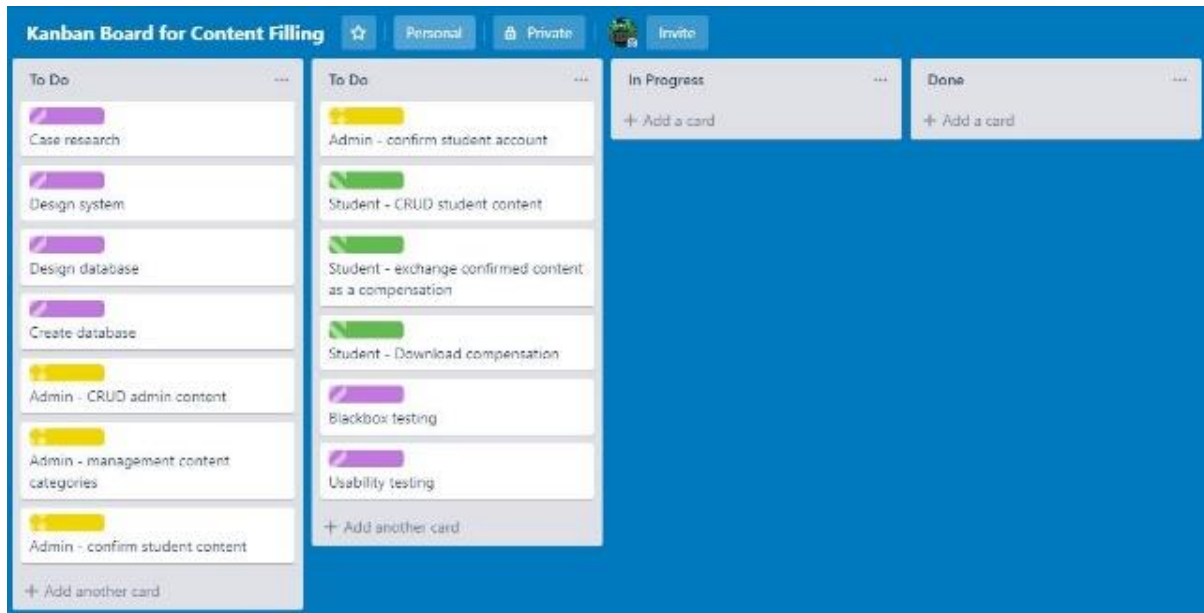 Kanban Board for Content Filling
Personal
Private
Invite
To Do
Case research
Design system
Design database
Create database
Admin - CRUD admin content
Admin - management content
categories
Admin - confirm student content
+ Add another card
To Do
Admin - confirm student account
Student - CRUD student content
Student - exchange confirmed content
as a compensation
Student - Download compensation
Blackbox testing
Usability testing
+ Add another card
In Progress
+ Add a card
Done
+ Add a card